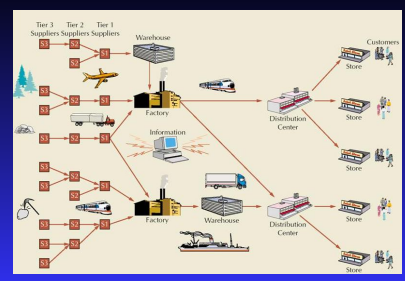 Tier 3 Tier 2 Tier 1
Suppliers Suppliers Suppliers
Warehouse
Customers
S3 S2 S1
S2
Store
S3 S2 S1
S3
Factory
Distribution
Center
Store
S3 S2 S1
Information
Store
S3 S2 S1
S3 S2
S3
S3 S2 S1
Factory
Warehouse
Distribution
Center
Store
S3 S2
S3
Store